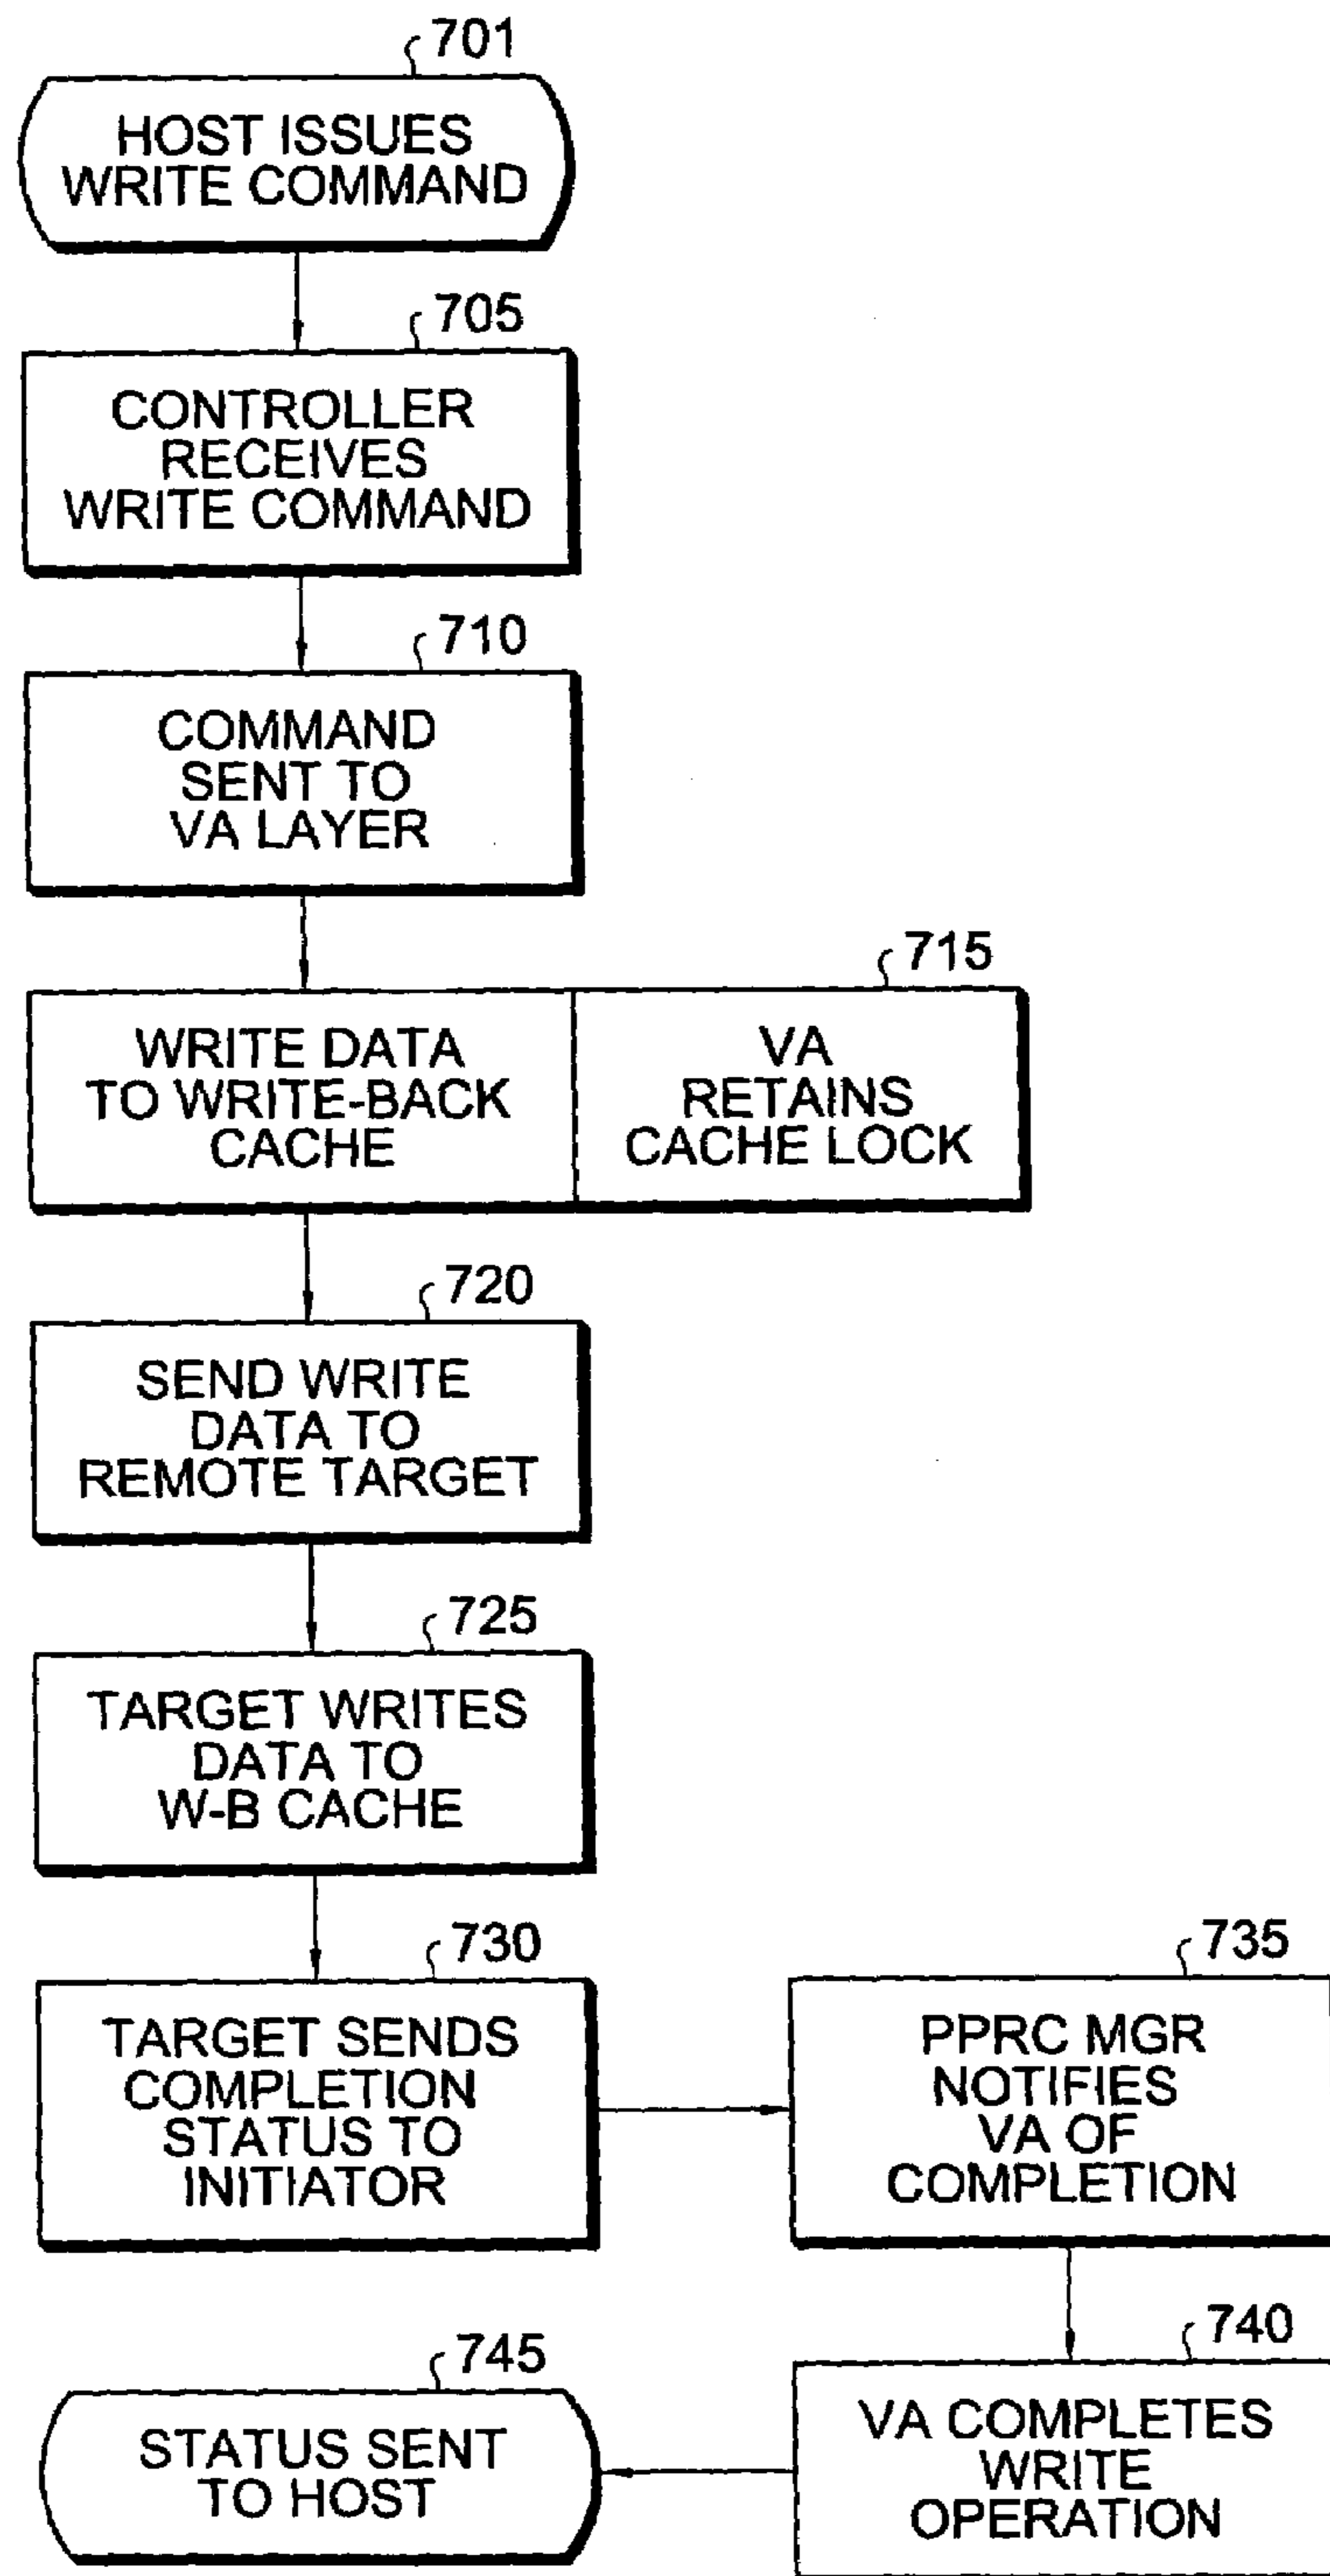 701
HOST ISSUES
WRITE COMMAND
705
CONTROLLER
RECEIVES
WRITE COMMAND
710
COMMAND
SENT TO
VA LAYER
715
WRITE DATA
TO WRITE-BACK
CACHE
VA
RETAINS
CACHE LOCK
720
SEND WRITE
DATA TO
REMOTE TARGET
725
TARGET WRITES
DATA TO
W-B CACHE
730
TARGET SENDS
COMPLETION
STATUS TO
INITIATOR
735
PPRC MGR
NOTIFIES
VA OF
COMPLETION
740
VA COMPLETES
WRITE
OPERATION
745
STATUS SENT
TO HOST